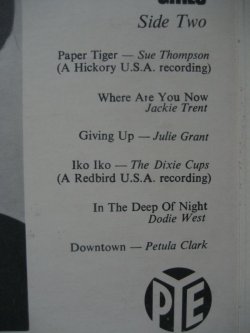 Side Two
Paper Tiger — Sue Thompson
(A Hickory U.S.A. recording)
Where Are You Now
Jackie Trent
Giving Up — Julie Grant
Iko Iko — The Dixie Cups
(A Redbird U.S.A. recording)
In The Deep Of Night
Dodie West
Downtown — Petula Clark
PYE